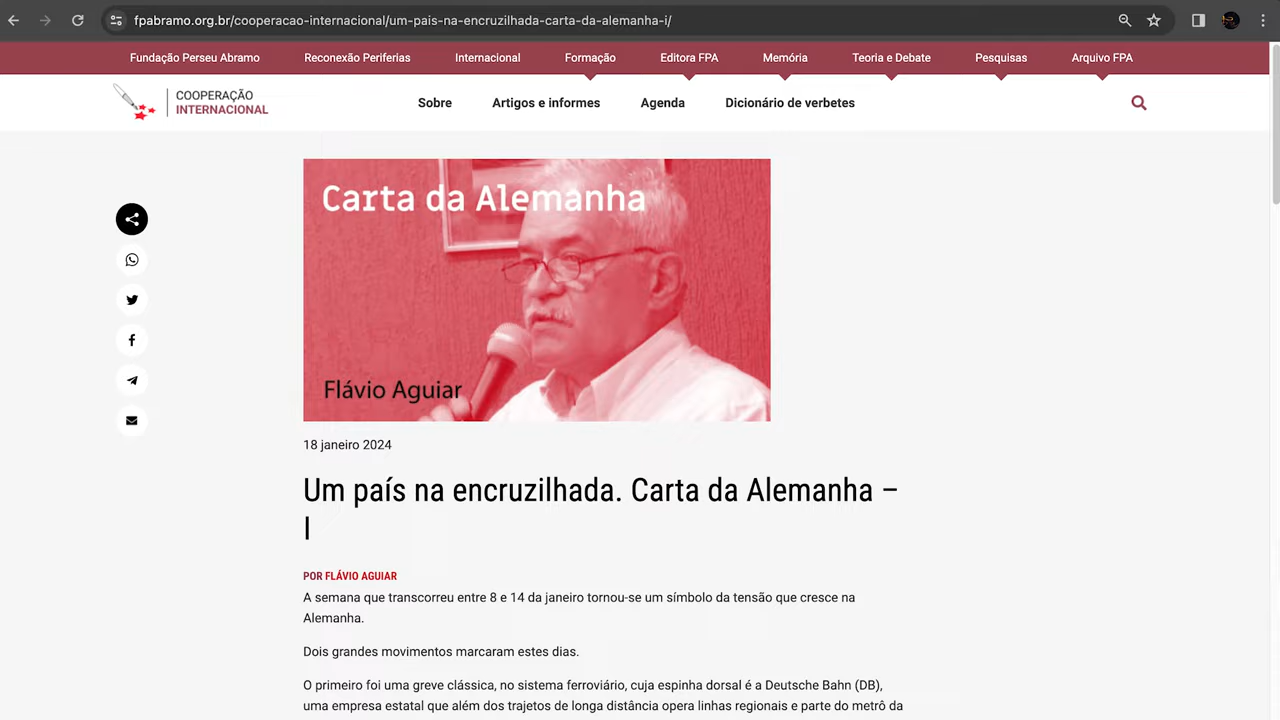 fpabramo.org.br/cooperacao-internacional/um-pais-na-encruzilhada-carta-da-alemanha-i/
Fundação Perseu Abramo Reconexão Periferias Internacional Formação Editora FPA Memória Teoria e Debate Pesquisas Arquivo FPA
COOPERAÇÃO
INTERNACIONAL
Sobre Artigos e informes Agenda Dicionário de verbetes
Carta da Alemanha
Flávio Aguiar
18 janeiro 2024
Um país na encruzilhada. Carta da Alemanha –
I
POR FLÁVIO AGUIAR
A semana que transcorreu entre 8 e 14 da janeiro tornou-se um símbolo da tensão que cresce na
Alemanha.
Dois grandes movimentos marcaram estes dias.
O primeiro foi uma greve clássica, no sistema ferroviário, cuja espinha dorsal é a Deutsche Bahn (DB),
uma empresa estatal que além dos trajetos de longa distância opera linhas regionais e parte do metrô da